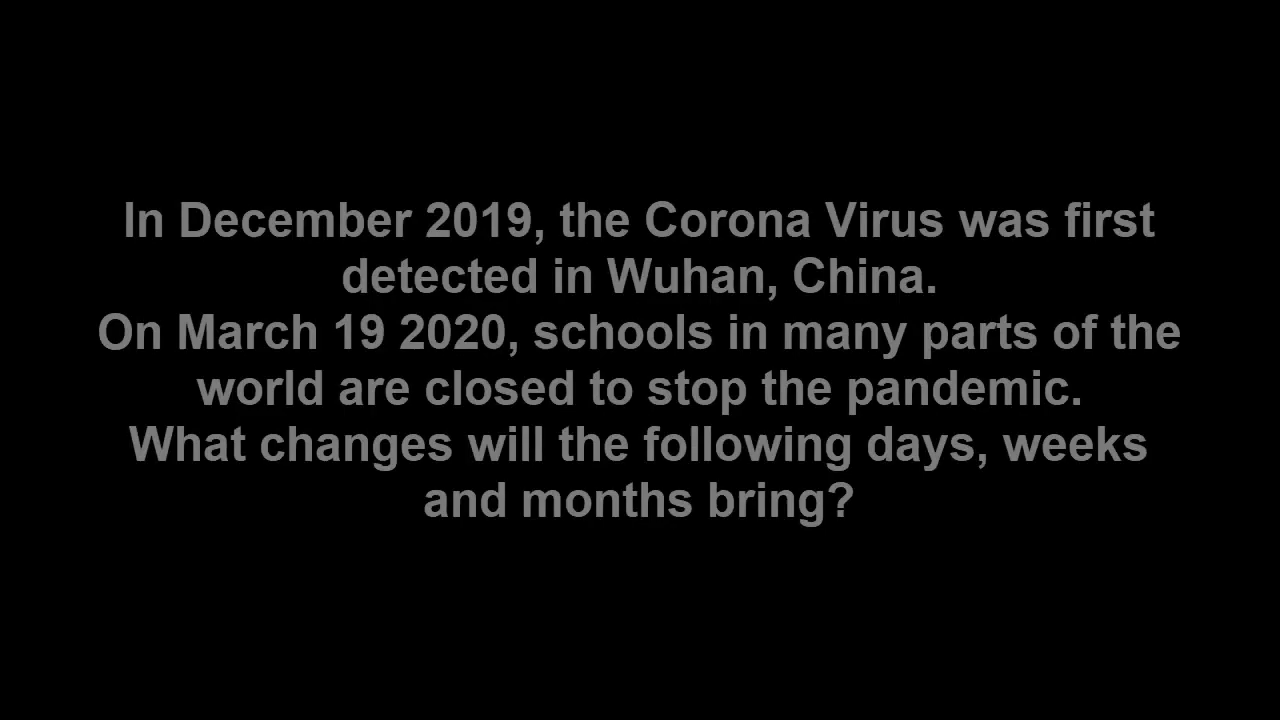 In December 2019, the Corona Virus was first
detected in Wuhan, China.
On March 19 2020, schools in many parts of the
world are closed to stop the pandemic.
What changes will the following days, weeks
and months bring?